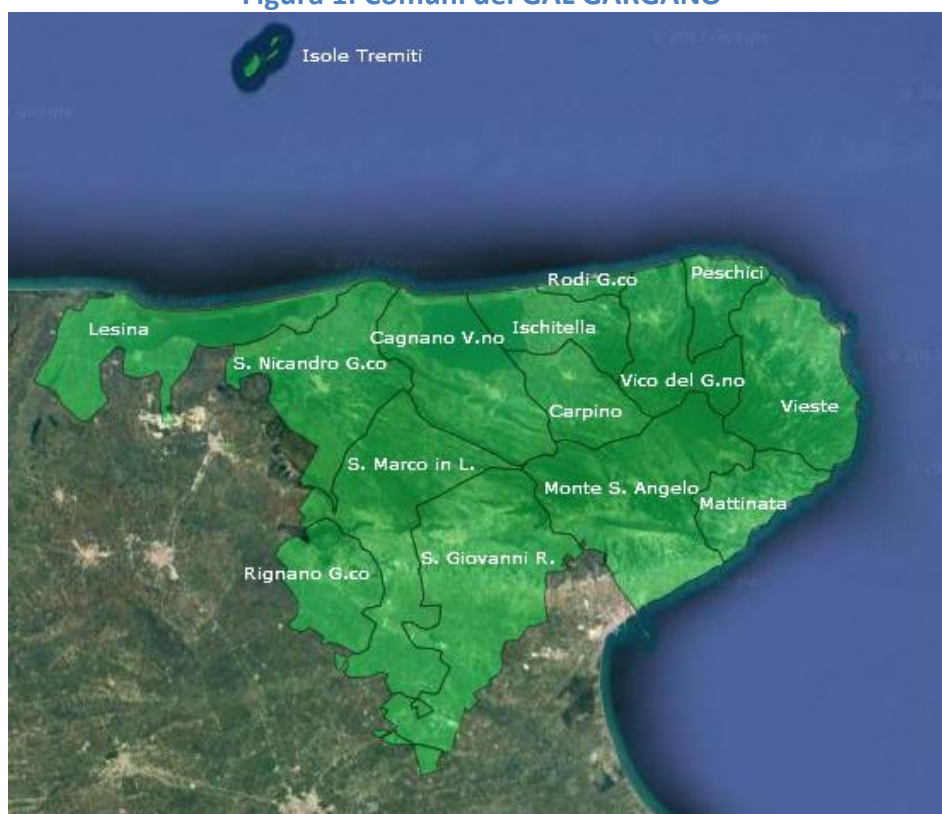 Figura 1: Comuni del GAL GARGANO
Isole Tremiti
Rodi G.co
Peschici
Lesina
Ischitella
Cagnano V.no
S. Nicandro G.co
Vico del G.no
Carpino
Vieste
S. Marco in L.
Monte S. Angelo
Mattinata
S. Giovanni R.
Rignano G.co